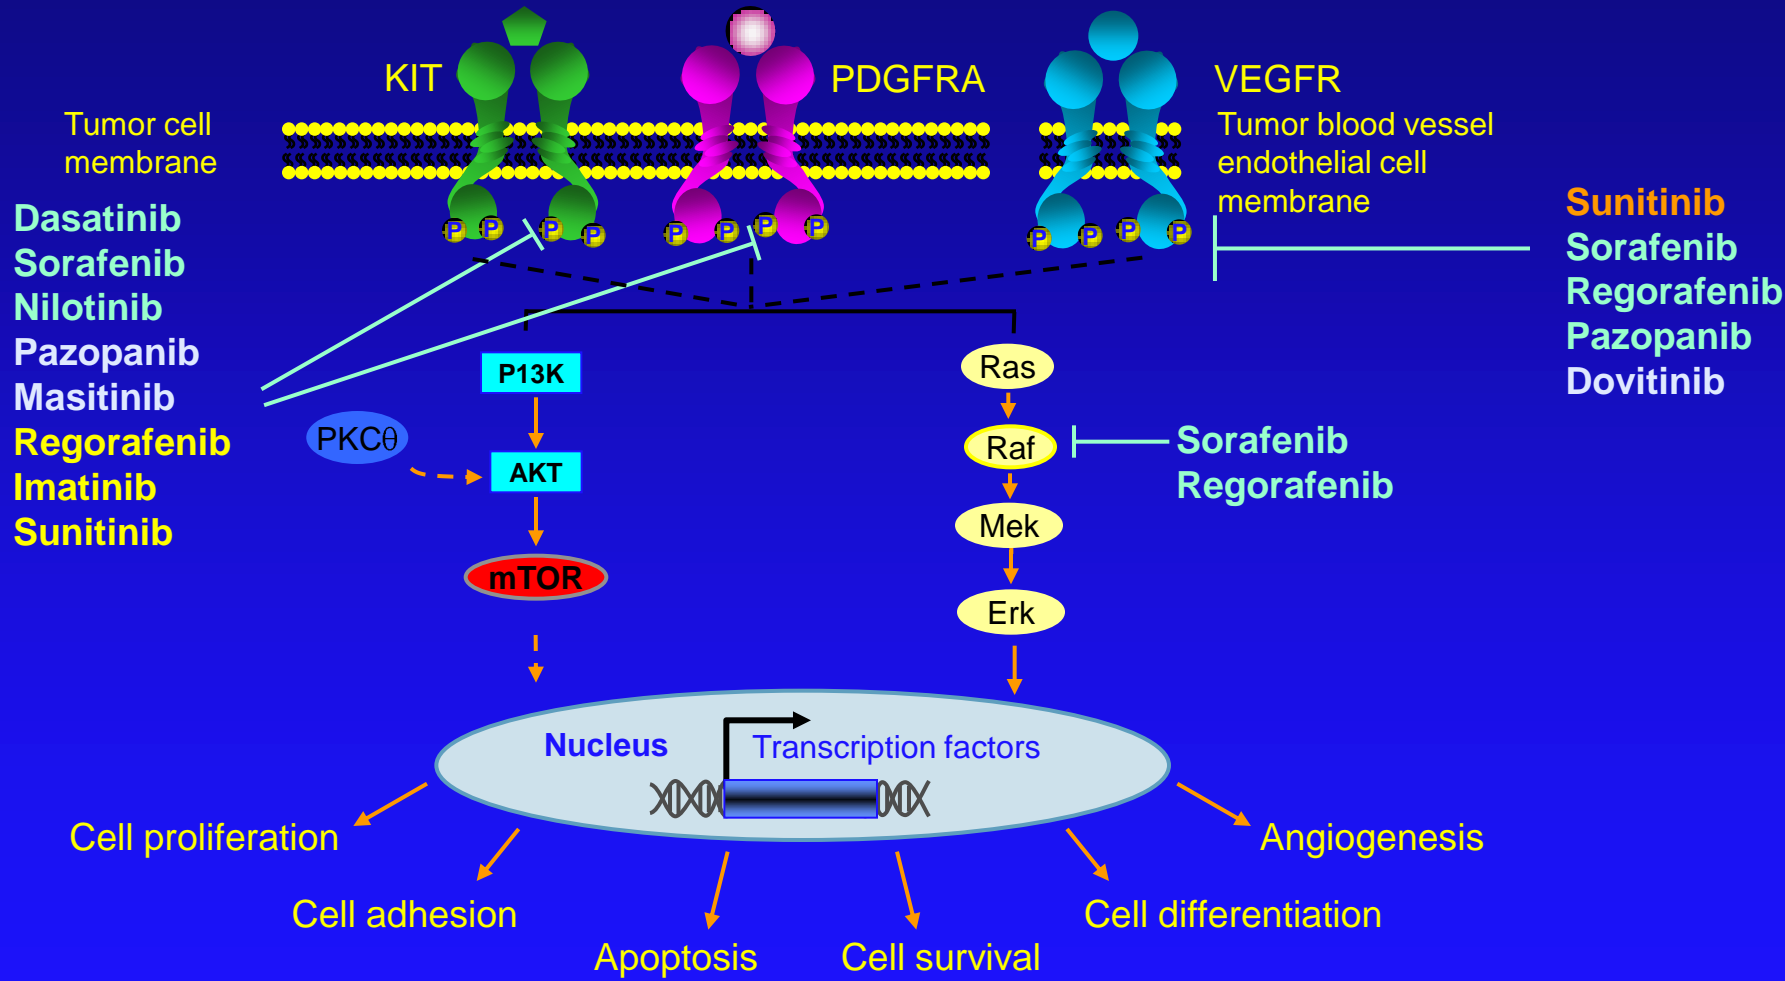 KIT
PDGFRA
VEGFR
Tumor cell
membrane
Tumor blood vessel
endothelial cell
membrane
P P P P
P P P P
P P P P
Dasatinib
Sorafenib
Nilotinib
Pazopanib
Masitinib
Regorafenib
Imatinib
Sunitinib
Sunitinib
Sorafenib
Regorafenib
Pazopanib
Dovitinib
P13K
PKCθ
AKT
mTOR
Ras
Raf
Mek
Erk
Sorafenib
Regorafenib
Nucleus
Transcription factors
Cell proliferation
Angiogenesis
Cell adhesion
Cell differentiation
Apoptosis
Cell survival